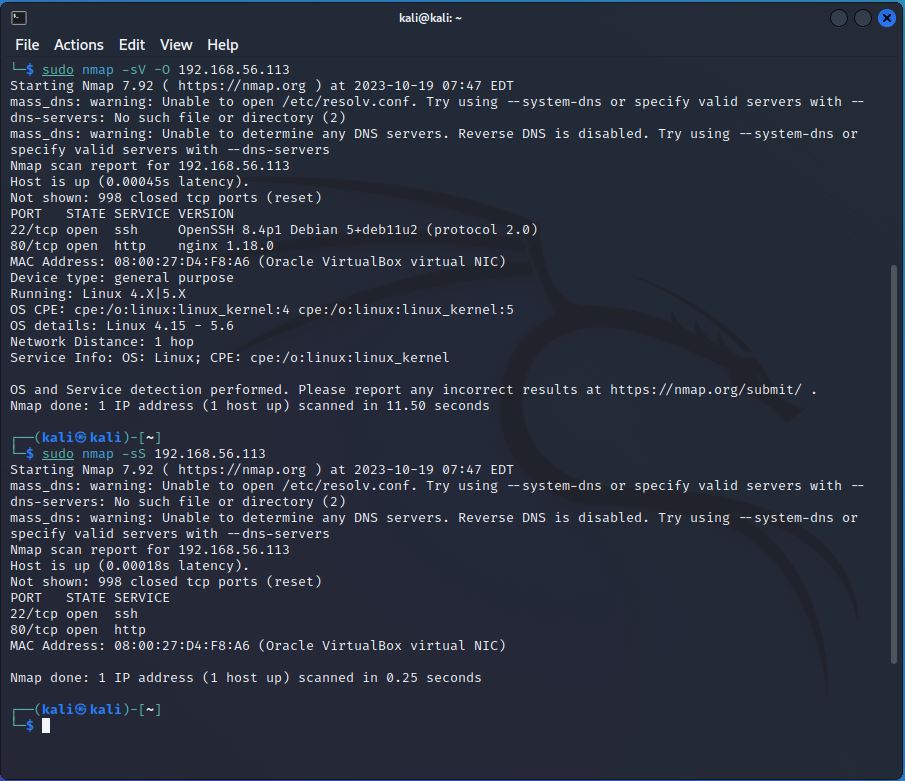 kali@kali: ~
File Actions Edit View Help
└─$ sudo nmap -sV -O 192.168.56.113
Starting Nmap 7.92 ( https://nmap.org ) at 2023-10-19 07:47 EDT
mass_dns: warning: Unable to open /etc/resolv.conf. Try using --system-dns or specify valid servers with --
dns-servers: No such file or directory (2)
mass_dns: warning: Unable to determine any DNS servers. Reverse DNS is disabled. Try using --system-dns or
specify valid servers with --dns-servers
Nmap scan report for 192.168.56.113
Host is up (0.00045s latency).
Not shown: 998 closed tcp ports (reset)
PORT   STATE SERVICE VERSION
22/tcp open  ssh     OpenSSH 8.4p1 Debian 5+deb11u2 (protocol 2.0)
80/tcp open  http    nginx 1.18.0
MAC Address: 08:00:27:D4:F8:A6 (Oracle VirtualBox virtual NIC)
Device type: general purpose
Running: Linux 4.X|5.X
OS CPE: cpe:/o:linux:linux_kernel:4 cpe:/o:linux:linux_kernel:5
OS details: Linux 4.15 - 5.6
Network Distance: 1 hop
Service Info: OS: Linux; CPE: cpe:/o:linux:linux_kernel
OS and Service detection performed. Please report any incorrect results at https://nmap.org/submit/ .
Nmap done: 1 IP address (1 host up) scanned in 11.50 seconds
┌──(kali㉿kali)-[~]
└─$ sudo nmap -sS 192.168.56.113
Starting Nmap 7.92 ( https://nmap.org ) at 2023-10-19 07:47 EDT
mass_dns: warning: Unable to open /etc/resolv.conf. Try using --system-dns or specify valid servers with --
dns-servers: No such file or directory (2)
mass_dns: warning: Unable to determine any DNS servers. Reverse DNS is disabled. Try using --system-dns or
specify valid servers with --dns-servers
Nmap scan report for 192.168.56.113
Host is up (0.00018s latency).
Not shown: 998 closed tcp ports (reset)
PORT   STATE SERVICE
22/tcp open  ssh
80/tcp open  http
MAC Address: 08:00:27:D4:F8:A6 (Oracle VirtualBox virtual NIC)
Nmap done: 1 IP address (1 host up) scanned in 0.25 seconds
┌──(kali㉿kali)-[~]
└─$